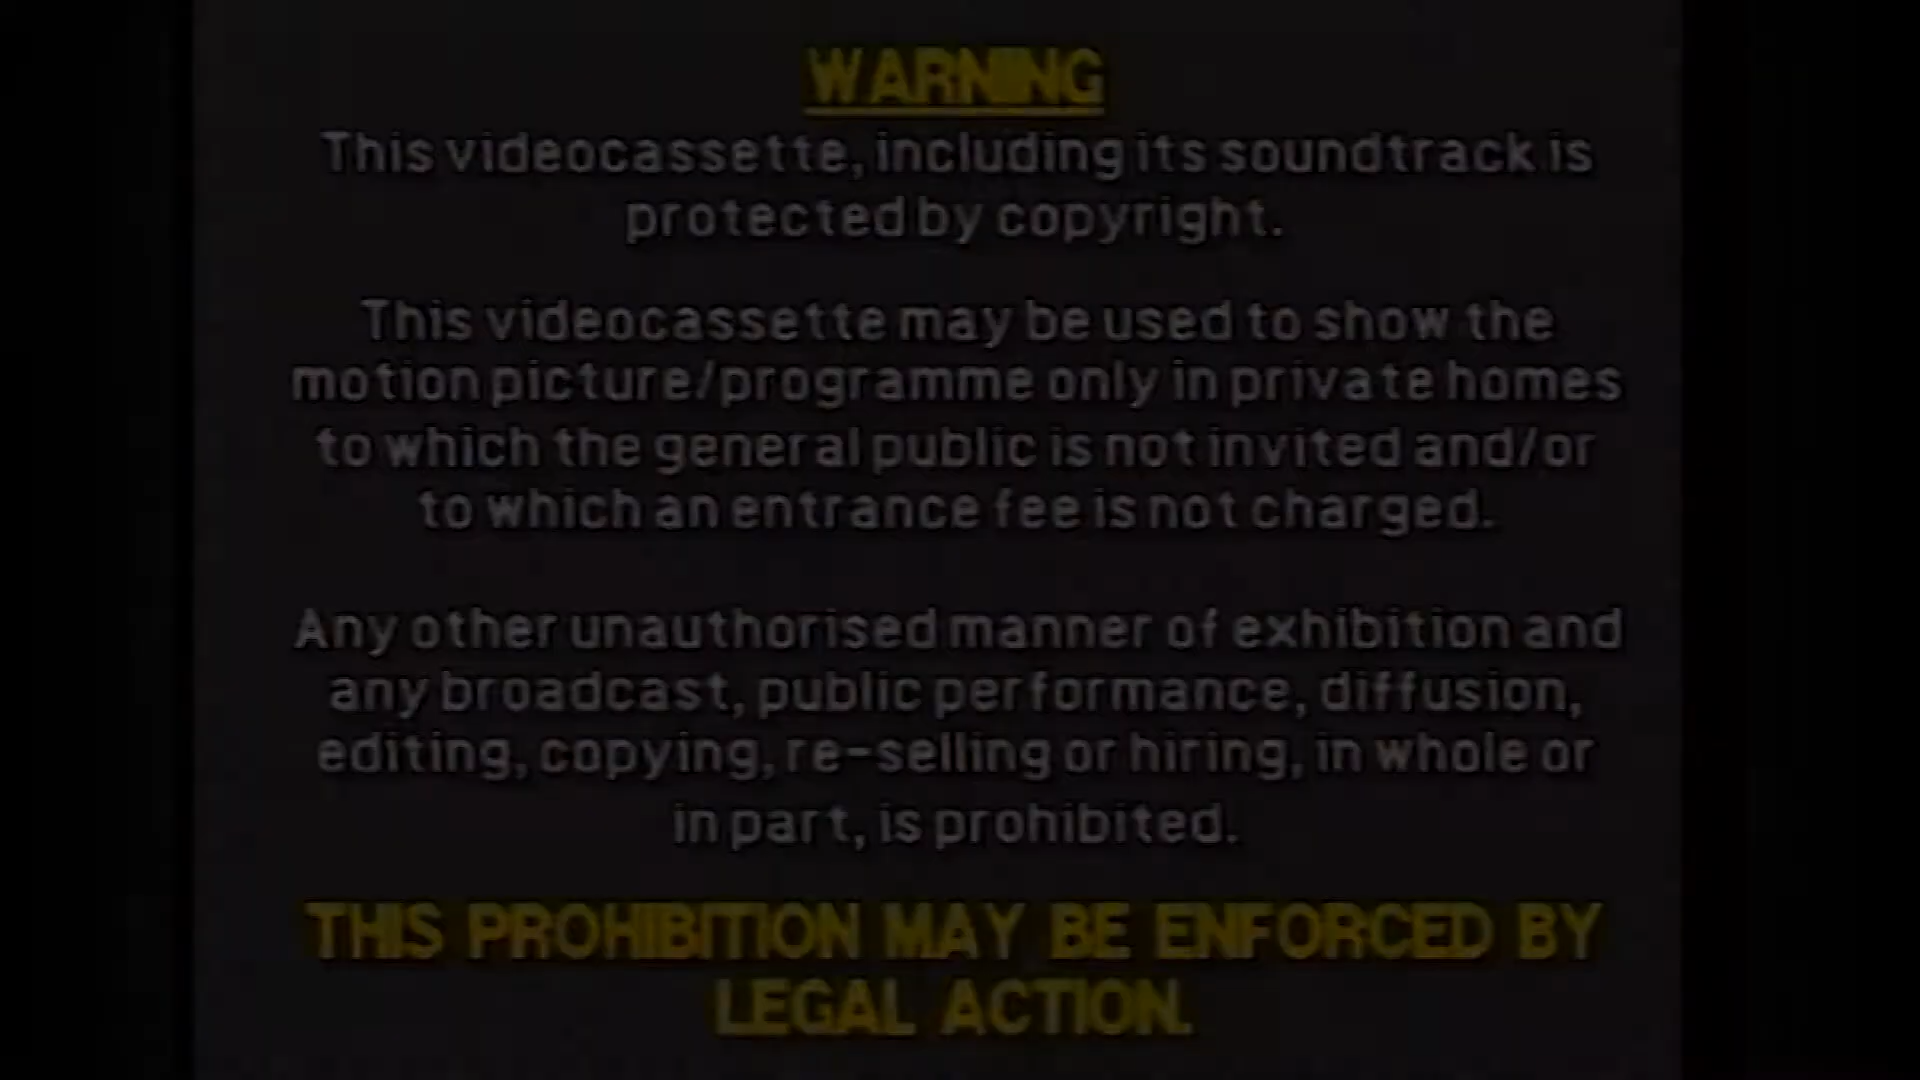 WARNING
This videocassette, including its soundtrack is
protected by copyright.
This videocassette may be used to show the
motion picture/programme only in private homes
to which the general public is not invited and/or
to which an entrance fee is not charged.
Any other unauthorised manner of exhibition and
any broadcast, public performance, diffusion,
editing, copying, re-selling or hiring, in whole or
in part, is prohibited.
THIS PROHIBITION MAY BE ENFORCED BY
LEGAL ACTION.